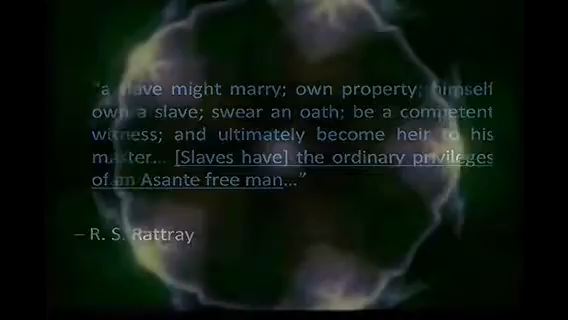 "a slave might marry; own property; himself
own a slave; swear an oath; be a competent
witness; and ultimately become heir to his
master... [Slaves have] the ordinary privileges
of an Asante free man..."
– R. S. Rattray